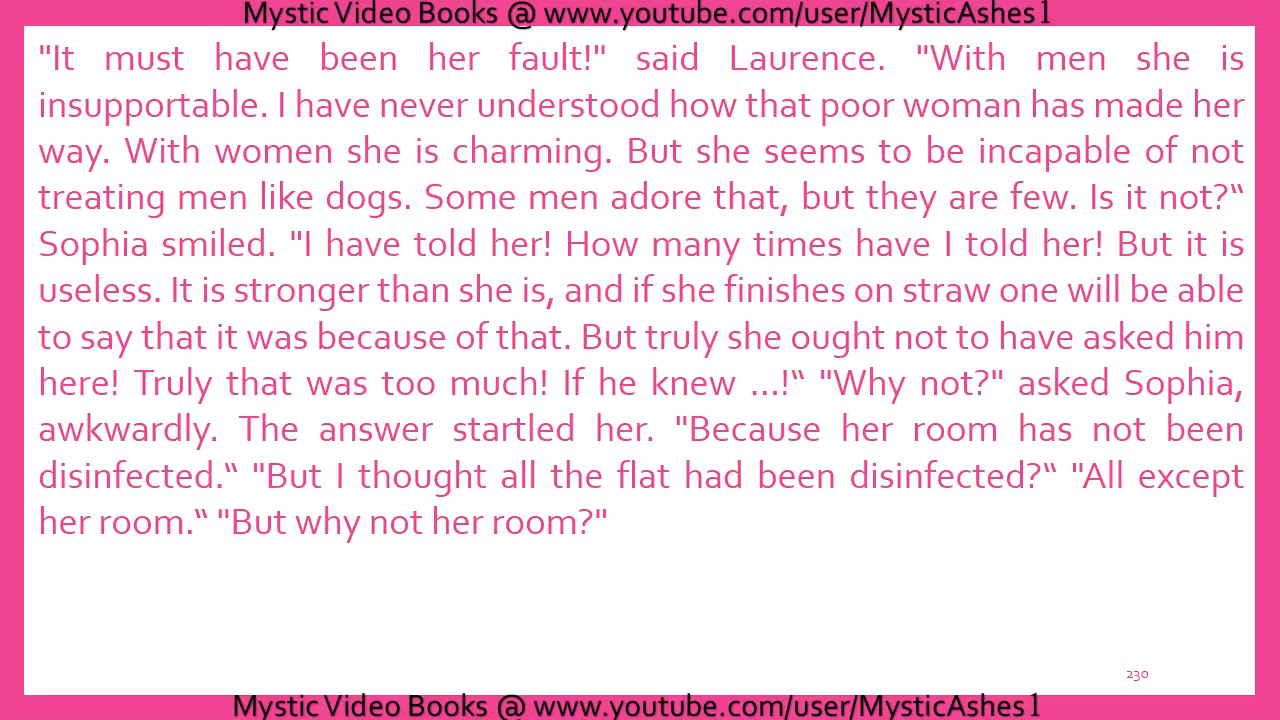 Mystic Video Books @ www.youtube.com/user/MysticAshes1
"It must have been her fault!" said Laurence. "With men she is
insupportable. I have never understood how that poor woman has made her
way. With women she is charming. But she seems to be incapable of not
treating men like dogs. Some men adore that, but they are few. Is it not?“
Sophia smiled. "I have told her! How many times have I told her! But it is
useless. It is stronger than she is, and if she finishes on straw one will be able
to say that it was because of that. But truly she ought not to have asked him
here! Truly that was too much! If he knew ...!“ "Why not?" asked Sophia,
awkwardly. The answer startled her. "Because her room has not been
disinfected.“ "But I thought all the flat had been disinfected?“ "All except
her room.“ "But why not her room?"
230
Mystic Video Books @ www.youtube.com/user/MysticAshes1